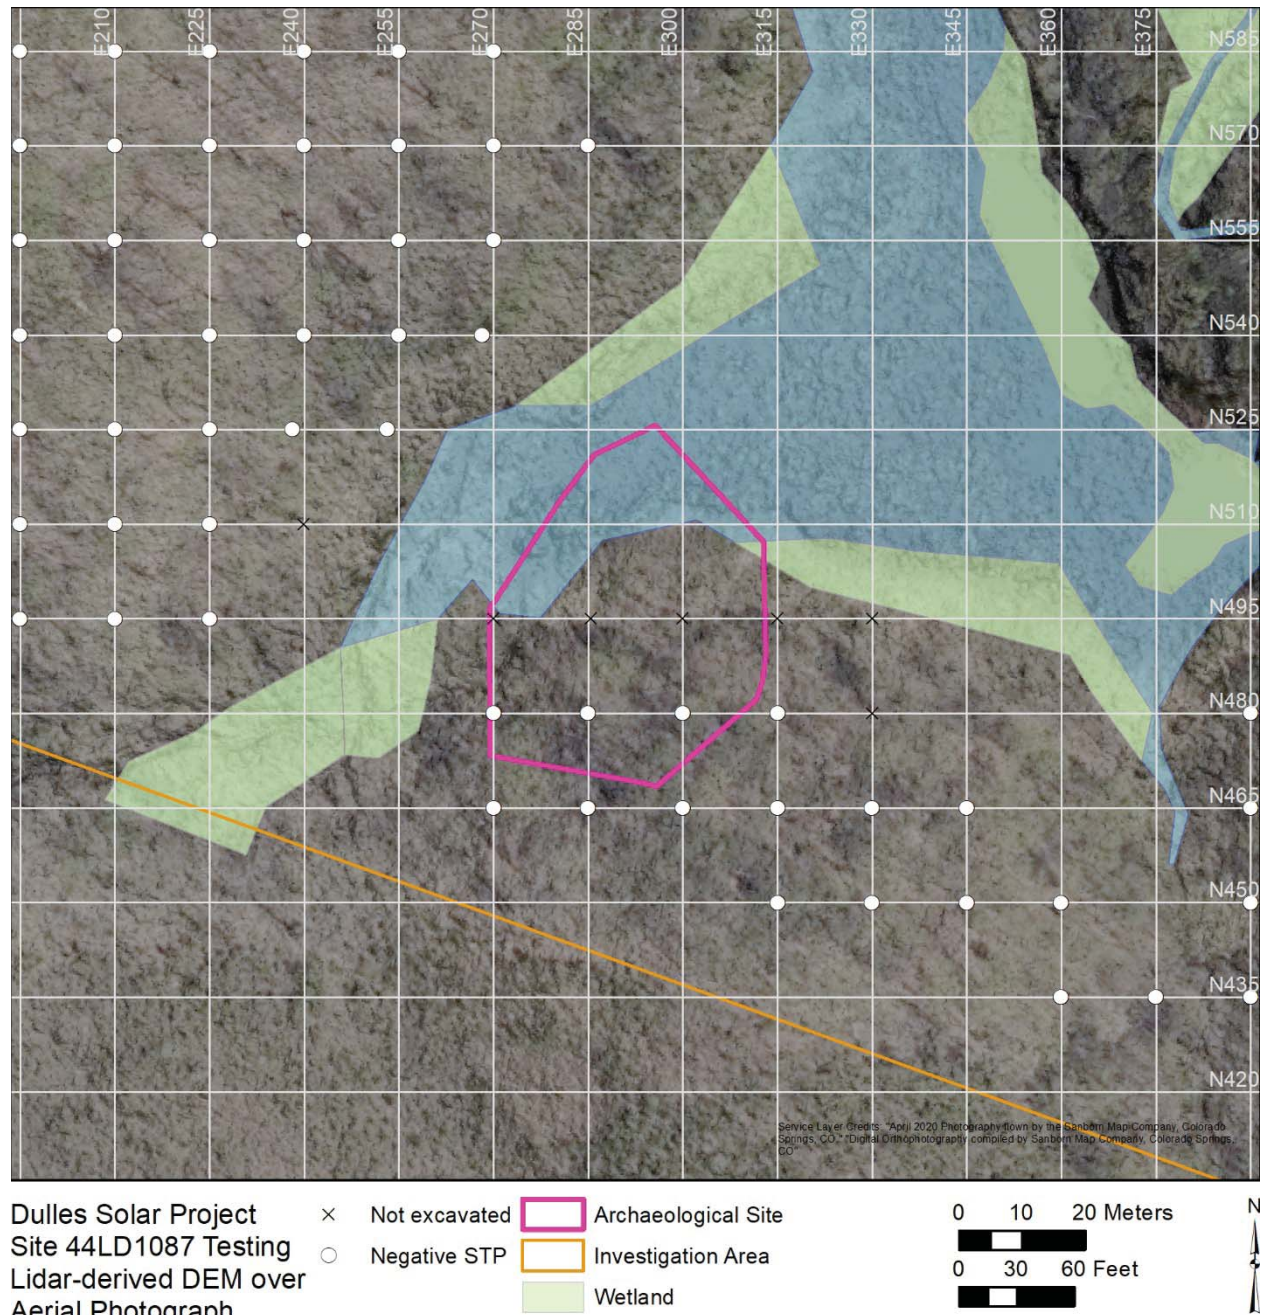 E210
E225
E240
E255
E270
E285
E300
E315
E330
E345
E360
E375
N585
N570
N555
N540
N525
N510
N495
N480
N465
N450
N435
N420
Service Layer Credits: "April 2020 Photography flown by the Sanborn Map Company, Colorado
Springs, CO." "Digital Orthophotography compiled by Sanborn Map Company, Colorado Springs,
CO"
Dulles Solar Project
Site 44LD1087 Testing
Lidar-derived DEM over
Aerial Photograph
Not excavated
Negative STP
Archaeological Site
Investigation Area
Wetland
0 10 20 Meters
0 30 60 Feet
N